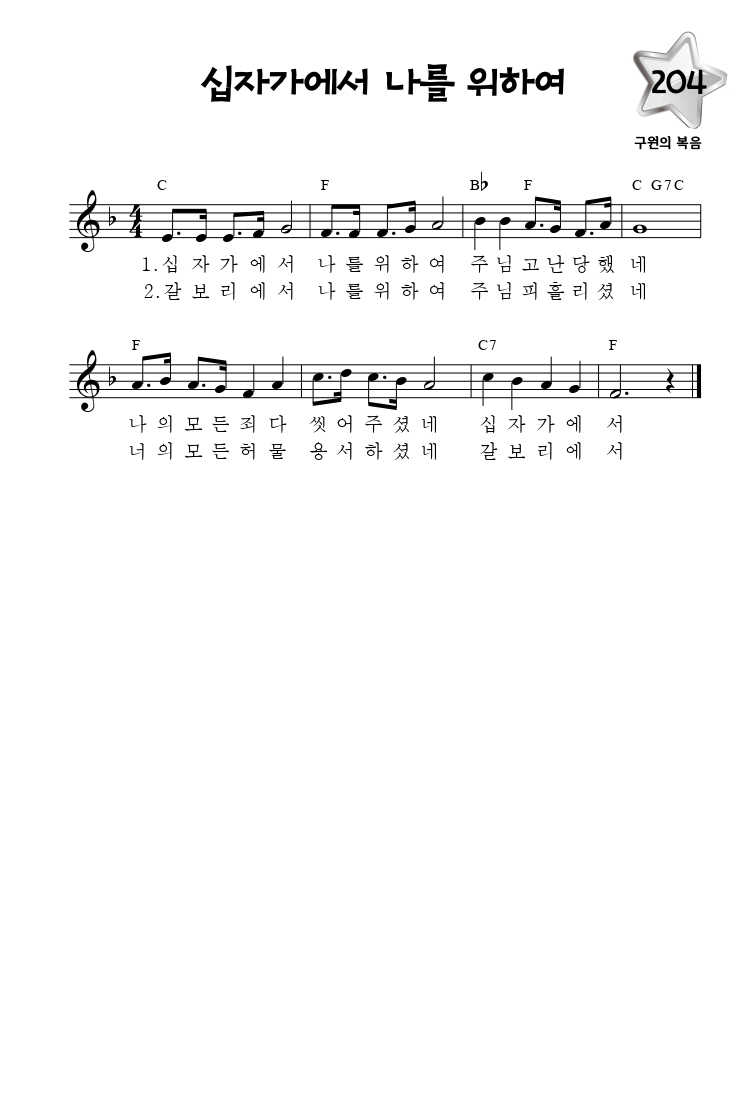 십자가에서 나를 위하여
204
구원의 복음
C F B♭ F C G7 C
1.십 자 가 에 서 나 를 위 하 여 주 님 고 난 당 했 네
2.갈 보 리 에 서 나 를 위 하 여 주 님 피 흘 리 셨 네
F C7 F
나 의 모 든 죄 다 씻 어 주 셨 네 십 자 가 에 서
너 의 모 든 허 물 용 서 하 셨 네 갈 보 리 에 서